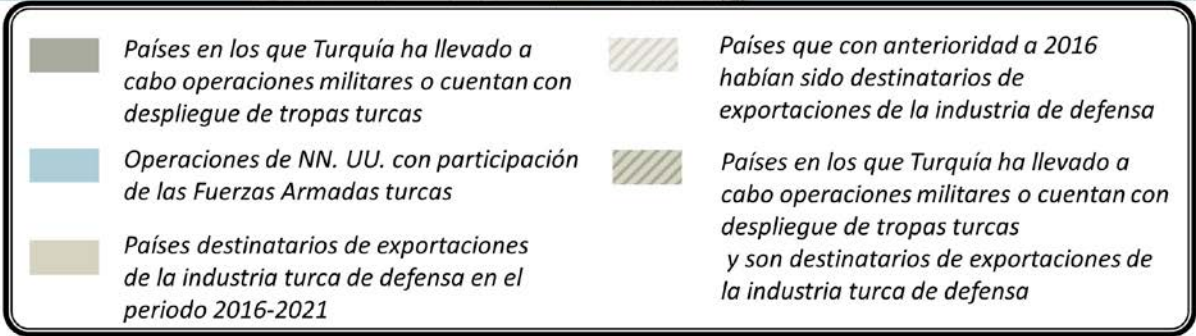 Países en los que Turquía ha llevado a
cabo operaciones militares o cuentan con
despliegue de tropas turcas
Operaciones de NN. UU. con participación
de las Fuerzas Armadas turcas
Países destinatarios de exportaciones
de la industria turca de defensa en el
periodo 2016-2021
Países que con anterioridad a 2016
habían sido destinatarios de
exportaciones de la industria de defensa
Países en los que Turquía ha llevado a
cabo operaciones militares o cuentan con
despliegue de tropas turcas
y son destinatarios de exportaciones de
la industria turca de defensa